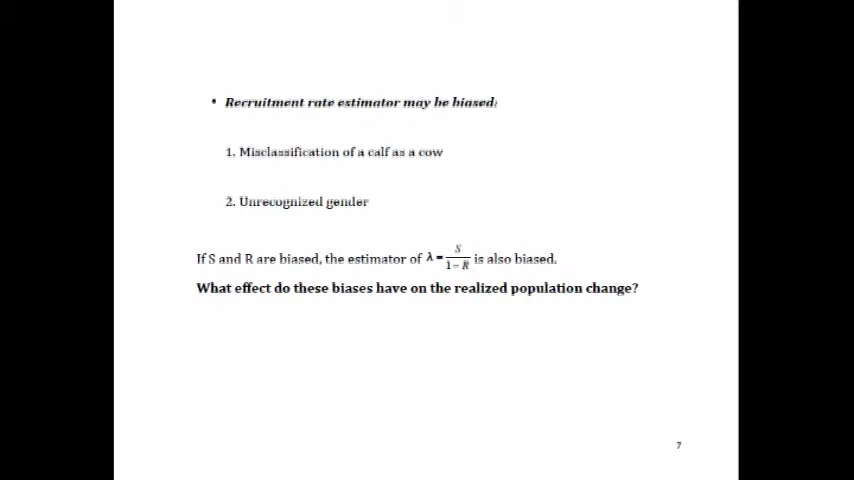 • Recruitment rate estimator may be biased:
1. Misclassification of a calf as a cow
2. Unrecognized gender
If S and R are biased, the estimator of λ = S / (1 − R) is also biased.
What effect do these biases have on the realized population change?
7